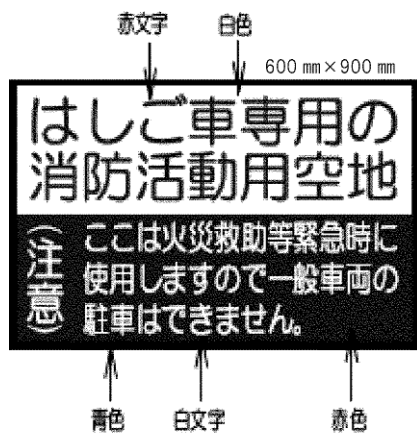 赤文字 白色
600 ㎜×900 ㎜
はしご車専用の
消防活動用空地
(注意)
ここは火災救助等緊急時に
使用しますので一般車両の
駐車はできません。
青色 白文字 赤色